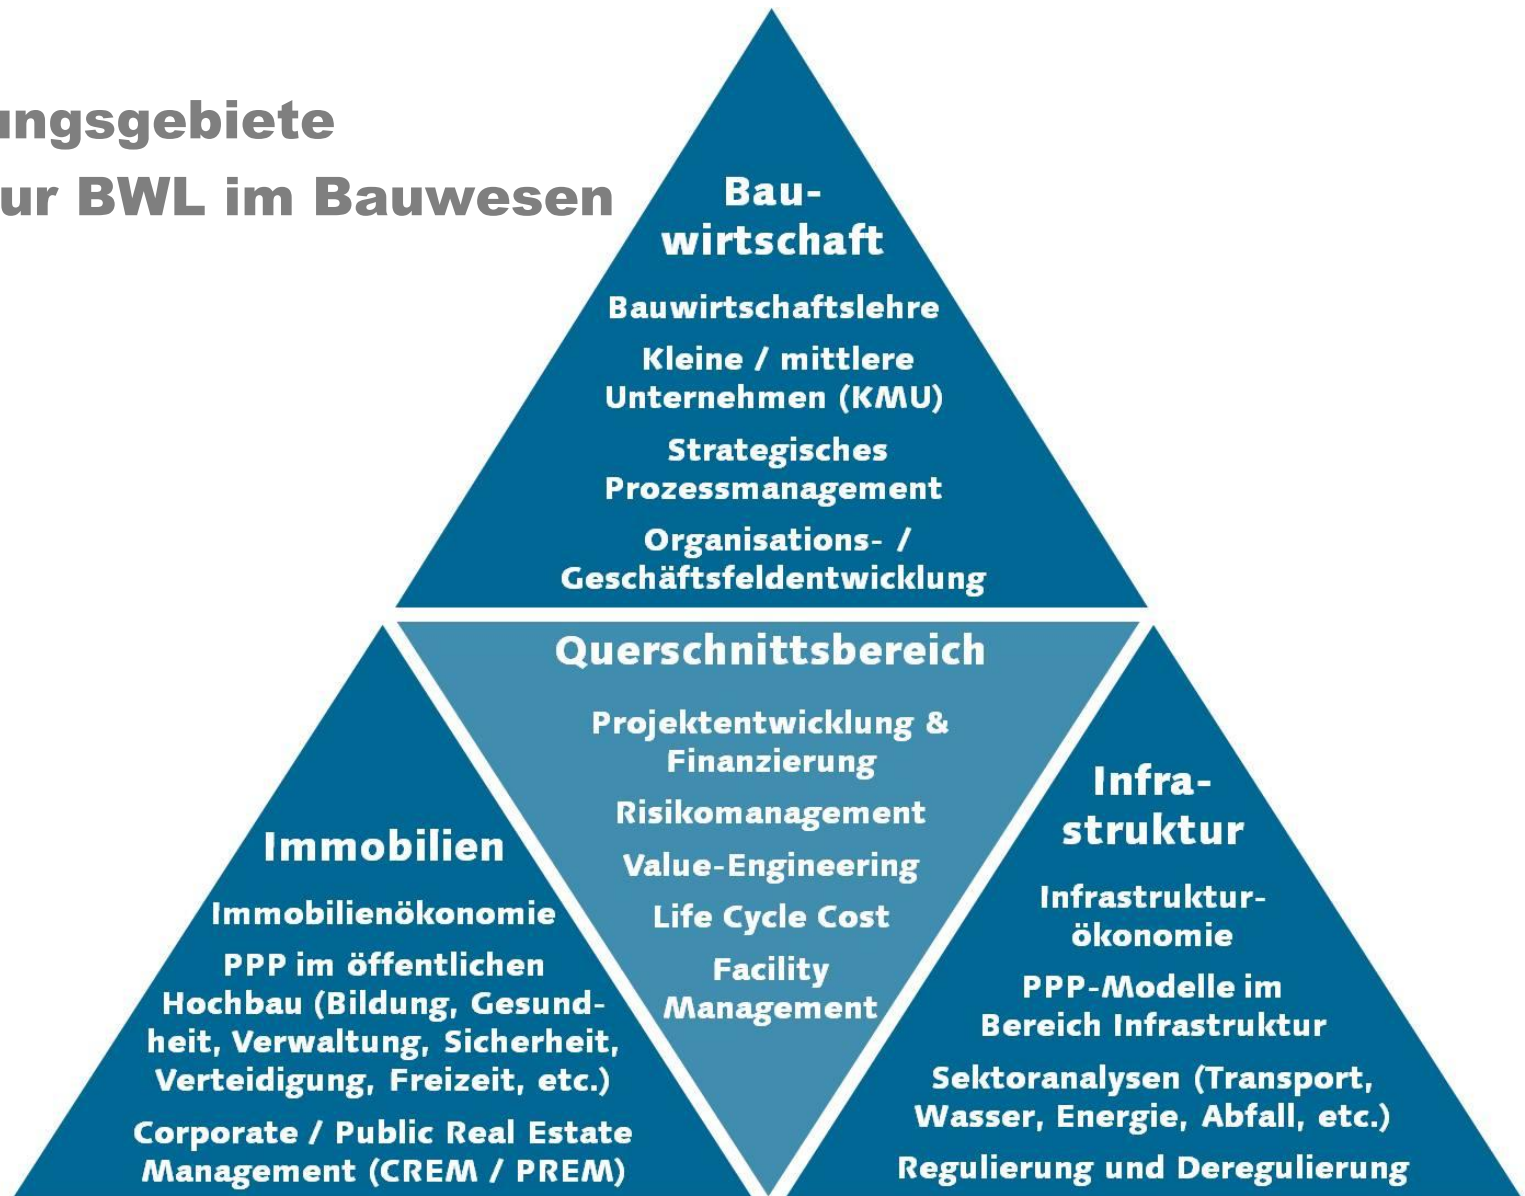 ungsgebiete
ur BWL im Bauwesen
Bau-
wirtschaft
Bauwirtschaftslehre
Kleine / mittlere
Unternehmen (KMU)
Strategisches
Prozessmanagement
Organisations- /
Geschäftsfeldentwicklung
Querschnittsbereich
Projektentwicklung &
Finanzierung
Risikomanagement
Value-Engineering
Life Cycle Cost
Facility
Management
Immobilien
Immobilienökonomie
PPP im öffentlichen
Hochbau (Bildung, Gesund-
heit, Verwaltung, Sicherheit,
Verteidigung, Freizeit, etc.)
Corporate / Public Real Estate
Management (CREM / PREM)
Infra-
struktur
Infrastruktur-
ökonomie
PPP-Modelle im
Bereich Infrastruktur
Sektoranalysen (Transport,
Wasser, Energie, Abfall, etc.)
Regulierung und Deregulierung